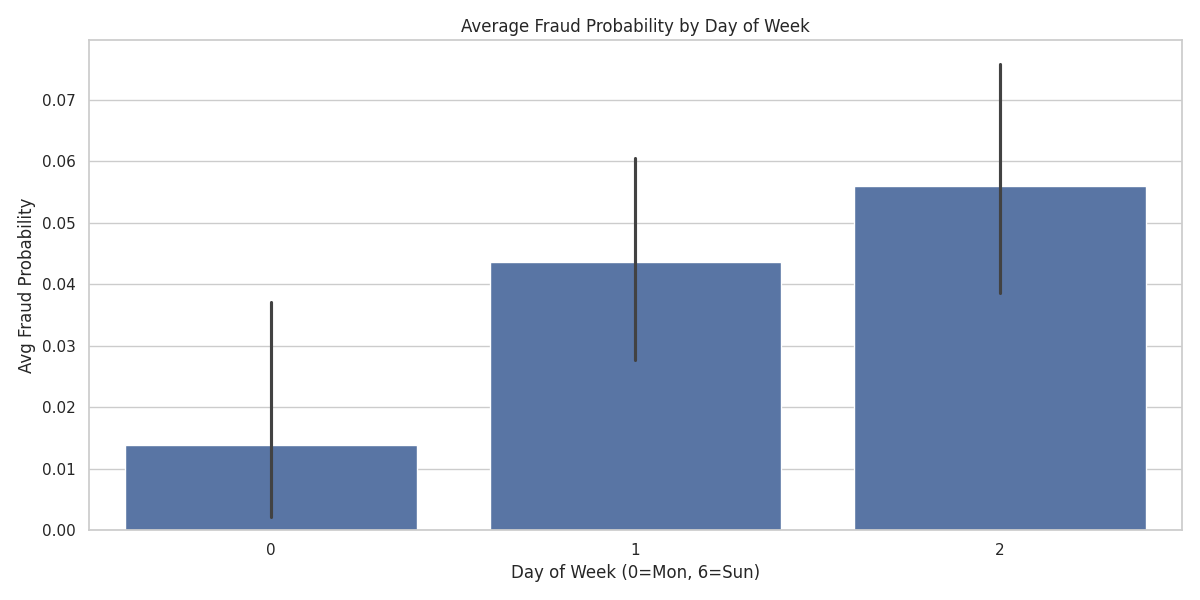 Average Fraud Probability by Day of Week
Avg Fraud Probability
0.07
0.06
0.05
0.04
0.03
0.02
0.01
0.00
0 1 2
Day of Week (0=Mon, 6=Sun)